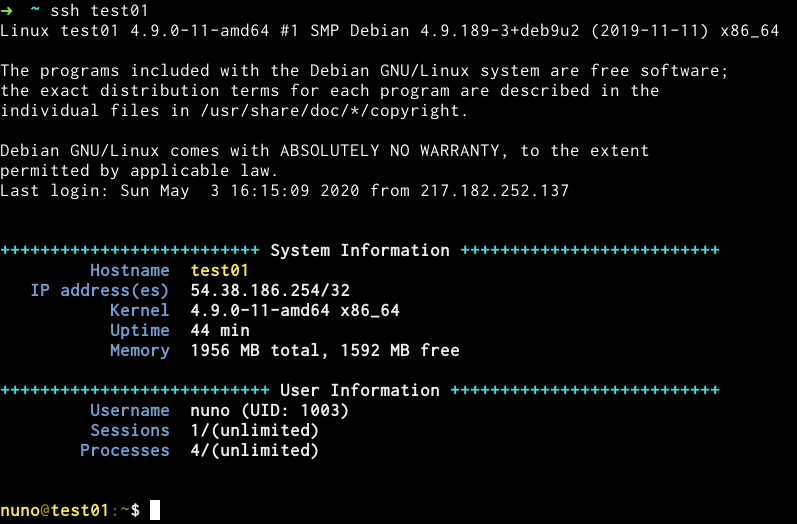 ➜  ~ ssh test01
Linux test01 4.9.0-11-amd64 #1 SMP Debian 4.9.189-3+deb9u2 (2019-11-11) x86_64
The programs included with the Debian GNU/Linux system are free software;
the exact distribution terms for each program are described in the
individual files in /usr/share/doc/*/copyright.
Debian GNU/Linux comes with ABSOLUTELY NO WARRANTY, to the extent
permitted by applicable law.
Last login: Sun May  3 16:15:09 2020 from 217.182.252.137
++++++++++++++++++++++++++ System Information ++++++++++++++++++++++++++
Hostname  test01
IP address(es)  54.38.186.254/32
Kernel  4.9.0-11-amd64 x86_64
Uptime  44 min
Memory  1956 MB total, 1592 MB free
+++++++++++++++++++++++++++ User Information +++++++++++++++++++++++++++
Username  nuno (UID: 1003)
Sessions  1/(unlimited)
Processes  4/(unlimited)
nuno@test01:~$